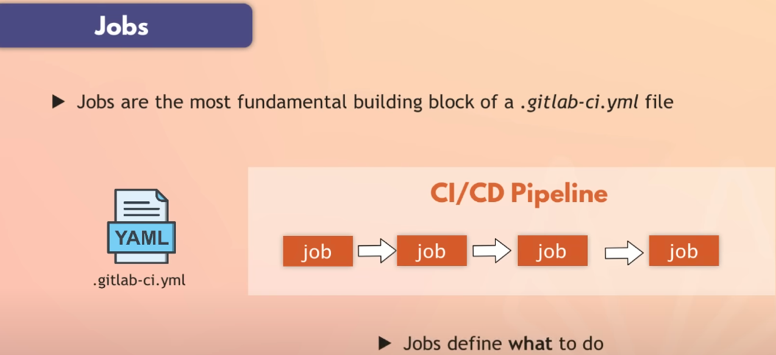 Jobs
▶ Jobs are the most fundamental building block of a .gitlab-ci.yml file
CI/CD Pipeline
YAML
job job job job
.gitlab-ci.yml
▶ Jobs define what to do